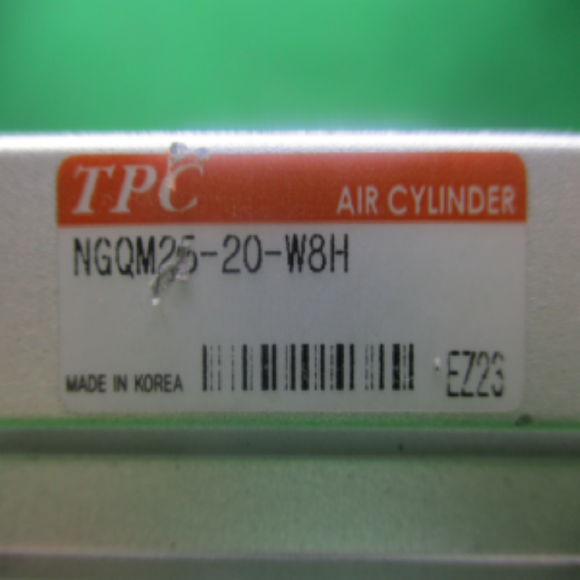 TPC
AIR CYLINDER
NGQM25-20-W8H
MADE IN KOREA
EZ23